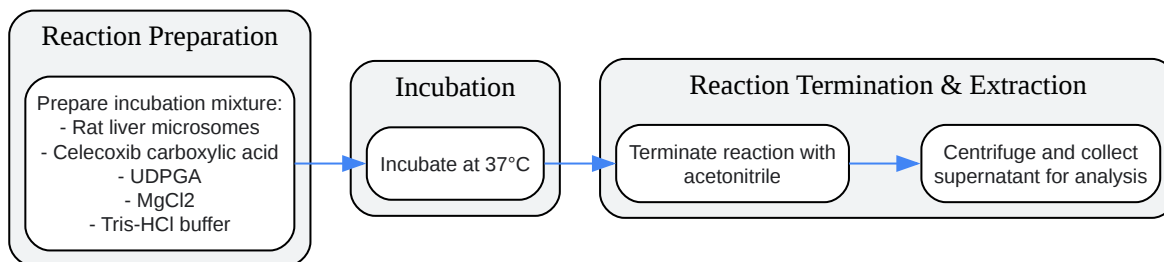 Reaction Preparation
Prepare incubation mixture:
- Rat liver microsomes
- Celecoxib carboxylic acid
- UDPGA
- MgCl2
- Tris-HCl buffer
Incubation
Incubate at 37°C
Reaction Termination & Extraction
Terminate reaction with
acetonitrile
Centrifuge and collect
supernatant for analysis